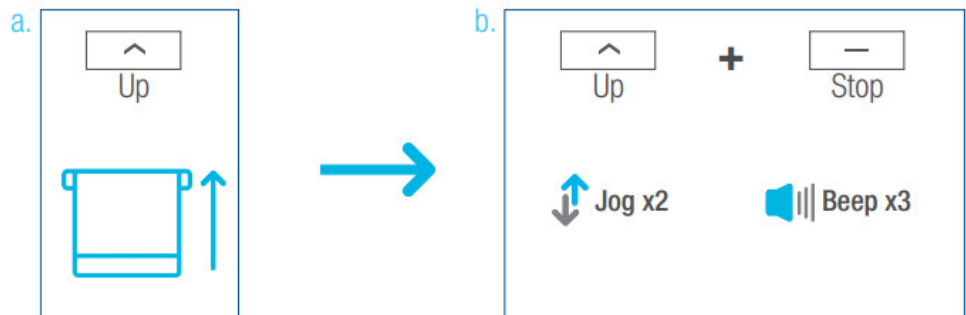 a.
Up
b.
Up + Stop
Jog x2
Beep x3